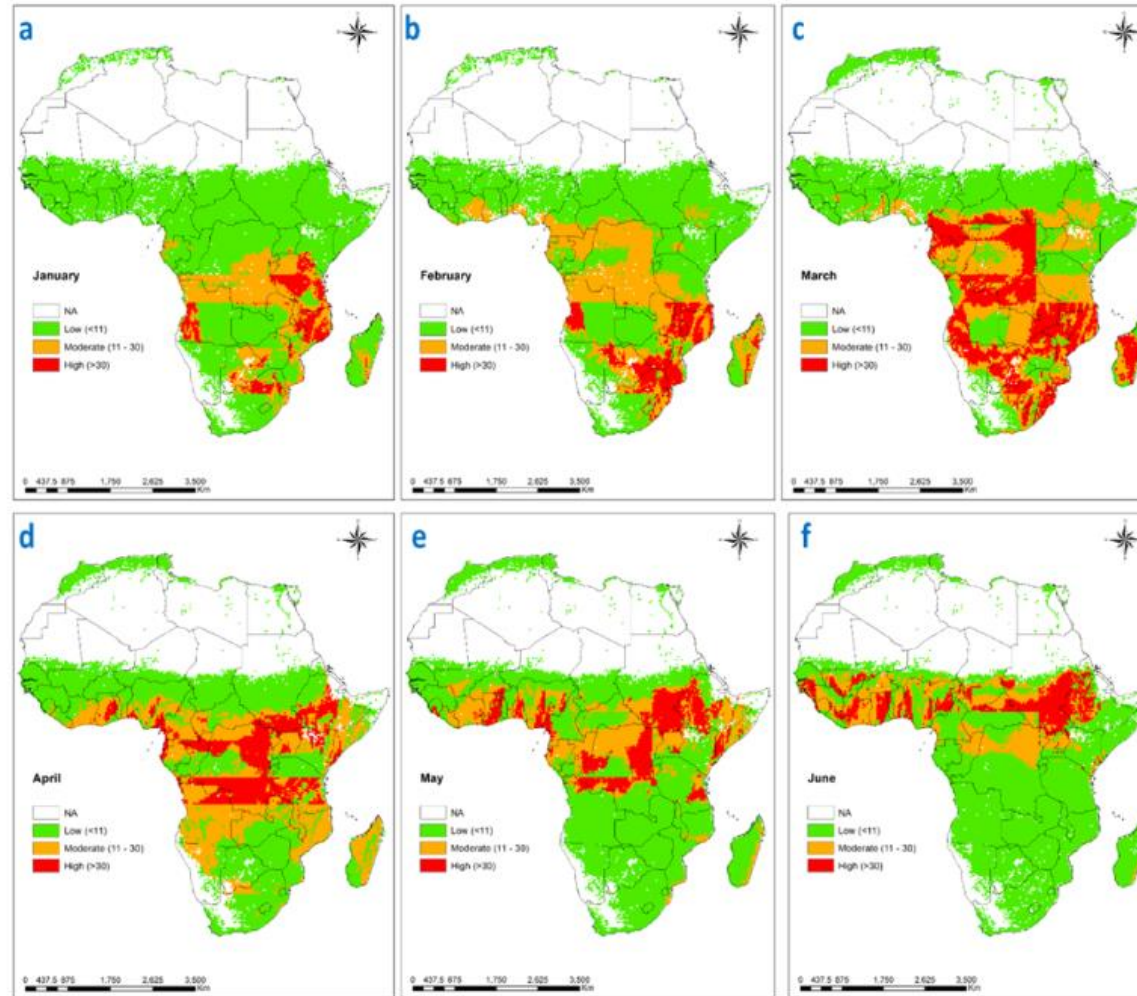 a
January
NA
Low (<11)
Moderate (11 - 30)
High (>30)
0 437.5 875 1,750 2,625 3,500
Km
b
February
NA
Low (<11)
Moderate (11 - 30)
High (>30)
0 437.5 875 1,750 2,625 3,500
Km
c
March
NA
Low (<11)
Moderate (11 - 30)
High (>30)
0 437.5 875 1,750 2,625 3,500
Km
d
April
NA
Low (<11)
Moderate (11 - 30)
High (>30)
0 437.5 875 1,750 2,625 3,500
Km
e
May
NA
Low (<11)
Moderate (11 - 30)
High (>30)
0 437.5 875 1,750 2,625 3,500
Km
f
June
NA
Low (<11)
Moderate (11 - 30)
High (>30)
0 437.5 875 1,750 2,625 3,500
Km